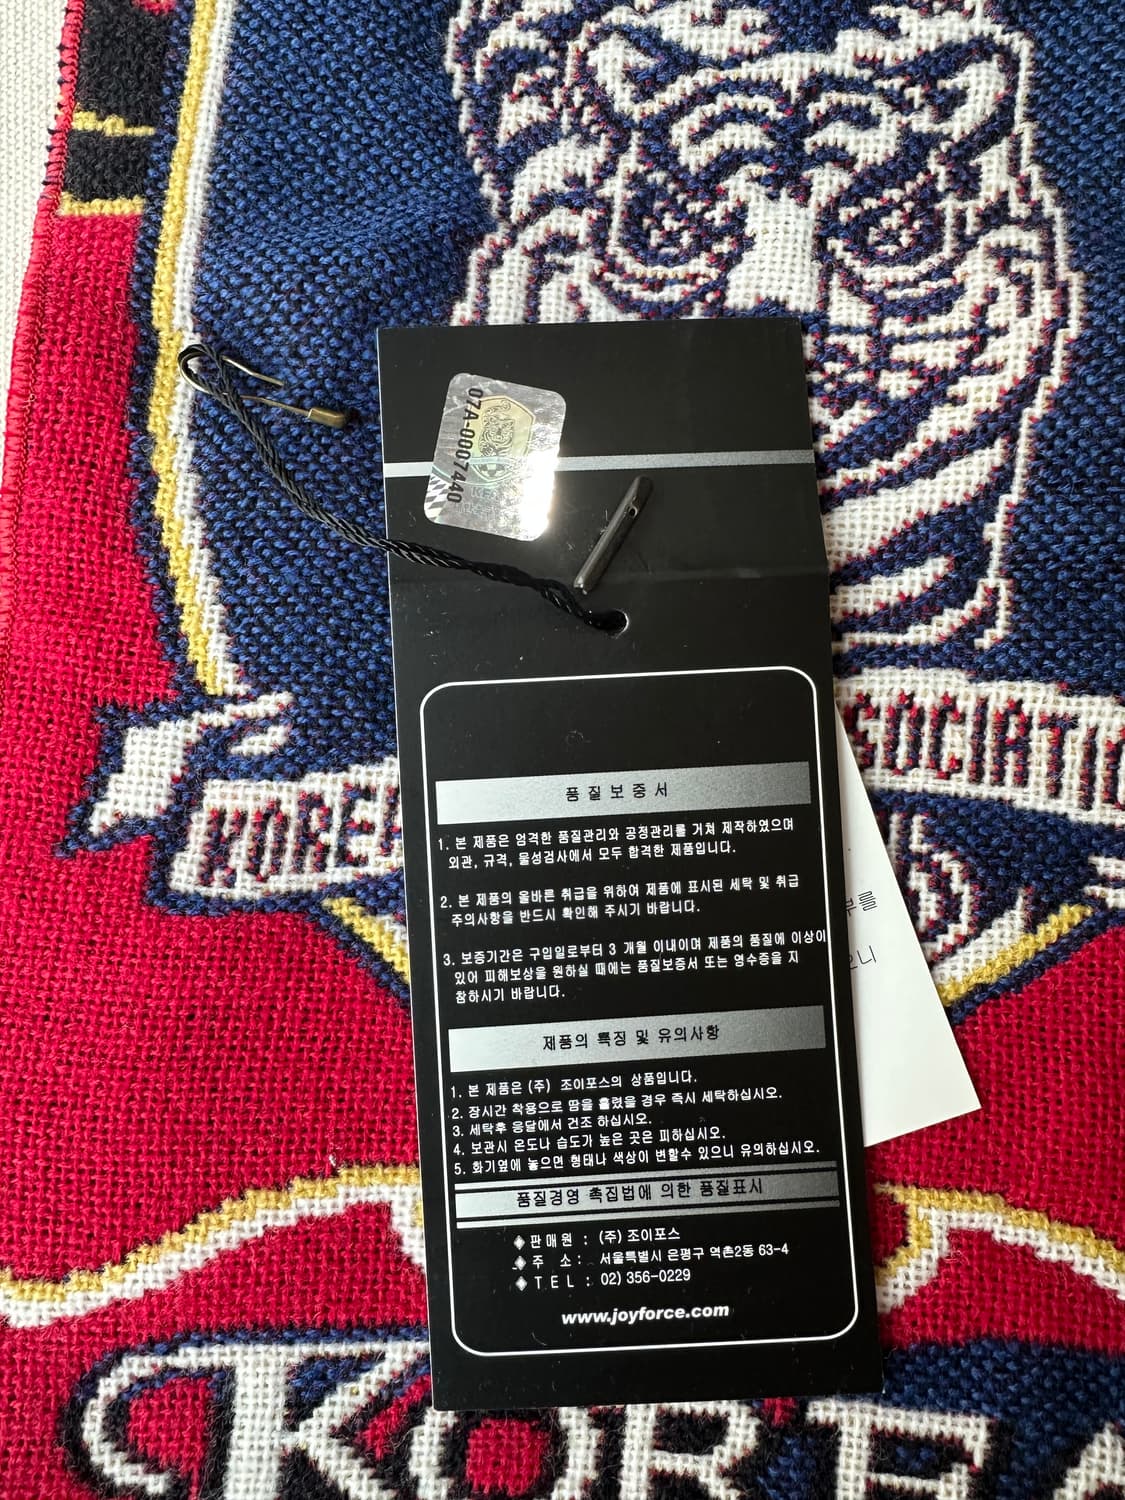 07A-0007440
품질보증서
1. 본 제품은 엄격한 품질관리와 공정관리를 거쳐 제작하였으며
외관, 규격, 물성검사에서 모두 합격한 제품입니다.
2. 본 제품의 올바른 취급을 위하여 제품에 표시된 세탁 및 취급
주의사항을 반드시 확인해 주시기 바랍니다.
3. 보증기간은 구입일로부터 3 개월 이내이며 제품의 품질에 이상이
있어 피해보상을 원하실 때에는 품질보증서 또는 영수증을 지
참하시기 바랍니다.
제품의 특징 및 유의사항
1. 본 제품은 (주) 조이포스의 상품입니다.
2. 장시간 착용으로 땀을 흘렸을 경우 즉시 세탁하십시오.
3. 세탁후 응달에서 건조 하십시오.
4. 보관시 온도나 습도가 높은 곳은 피하십시오.
5. 화기옆에 놓으면 형태나 색상이 변할수 있으니 유의하십시오.
품질경영 촉집법에 의한 품질표시
◈ 판매원 : (주) 조이포스
◈ 주 소 : 서울특별시 은평구 역촌2동 63-4
◈ TEL : 02) 356-0229
www.joyforce.com
부를
오니
KOREA
SOCIATIO
KOREA